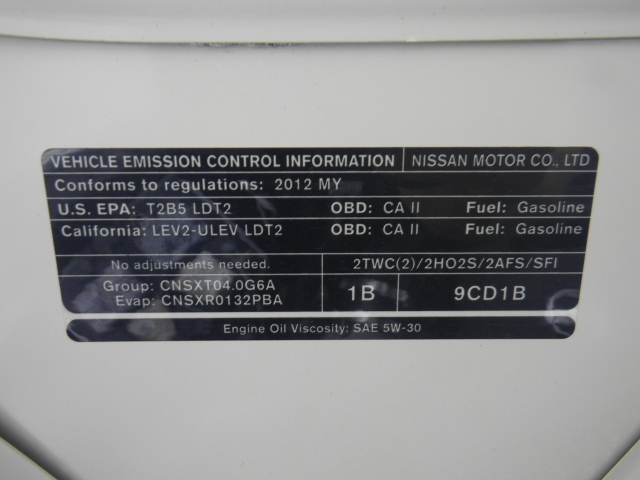 VEHICLE EMISSION CONTROL INFORMATION NISSAN MOTOR CO., LTD
Conforms to regulations: 2012 MY
U.S. EPA: T2B5 LDT2 OBD: CA II Fuel: Gasoline
California: LEV2-ULEV LDT2 OBD: CA II Fuel: Gasoline
No adjustments needed. 2TWC(2)/2HO2S/2AFS/SFI
Group: CNSXT04.0G6A
Evap: CNSXR0132PBA
1B 9CD1B
Engine Oil Viscosity: SAE 5W-30